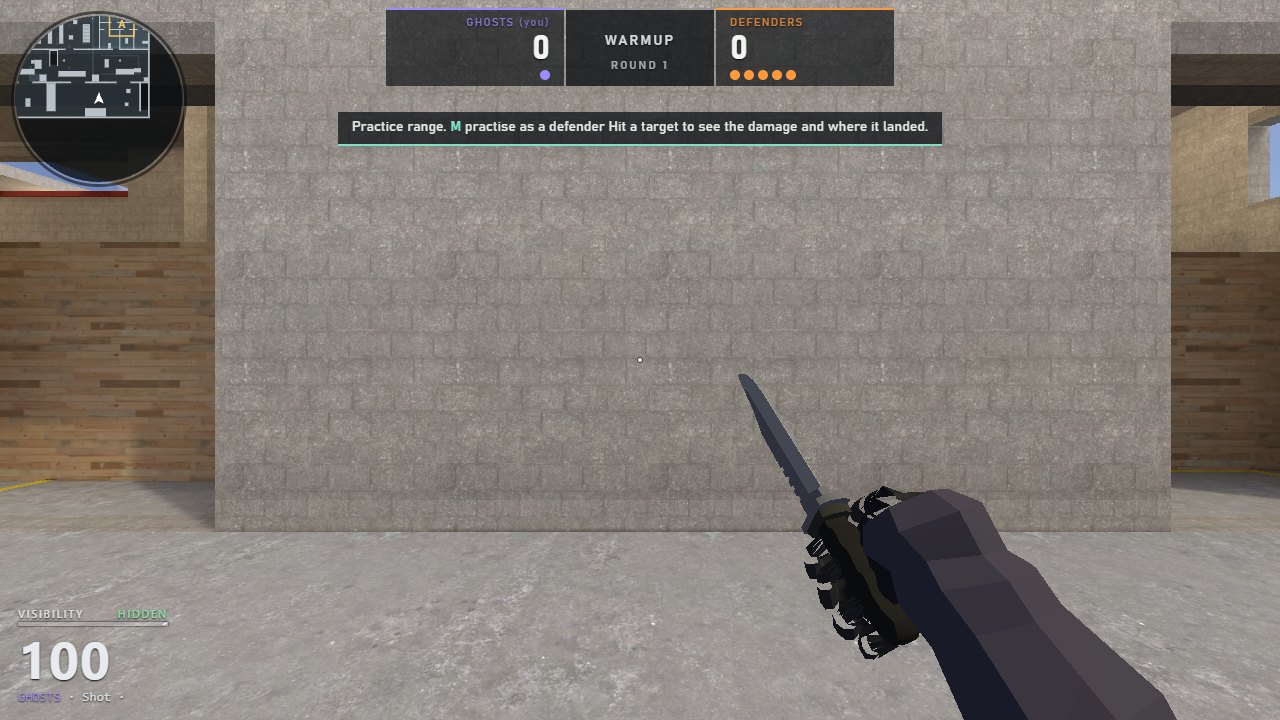 A
GHOSTS (you)
0
WARMUP
ROUND 1
DEFENDERS
0
Practice range. M practise as a defender Hit a target to see the damage and where it landed.
VISIBILITY HIDDEN
100
GHOSTS · Shot ·